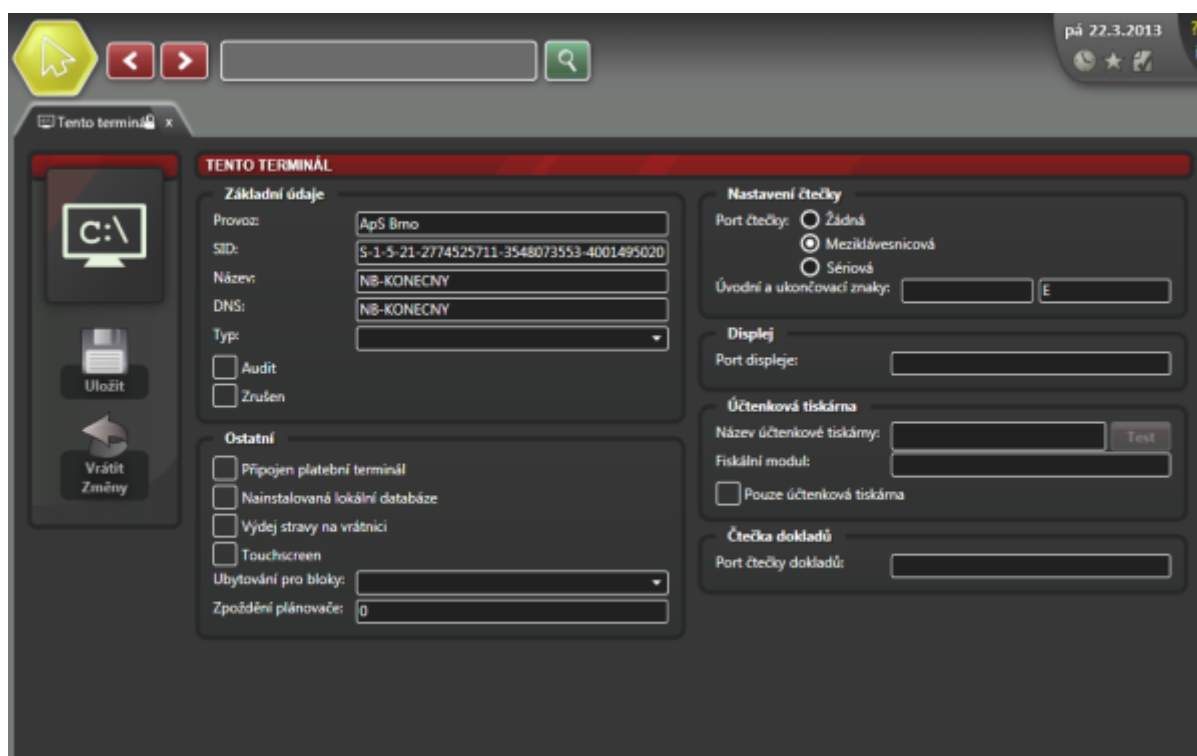 pá 22.3.2013
Tento terminál x
TENTO TERMINÁL
C:\
Uložit
Vrátit
Změny
Základní údaje
Provoz: ApS Brno
SID: S-1-5-21-2774525711-3548073553-4001495020
Název: NB-KONECNY
DNS: NB-KONECNY
Typ:
Audit
Zrušen
Ostatní
Připojen platební terminál
Nainstalovaná lokální databáze
Výdej stravy na vrátnici
Touchscreen
Ubytování pro bloky:
Zpoždění plánovače: 0
Nastavení čtečky
Port čtečky: Žádná
Meziklávesnicová
Sériová
Úvodní a ukončovací znaky: E
Displej
Port displeje:
Účtenková tiskárna
Název účtenkové tiskárny: Test
Fiskální modul:
Pouze účtenková tiskárna
Čtečka dokladů
Port čtečky dokladů: